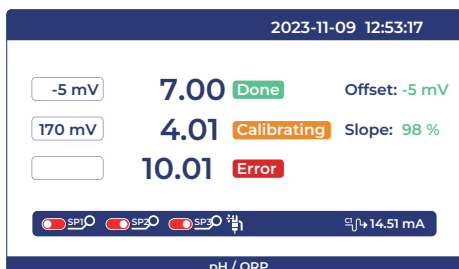 2023-11-09 12:53:17
-5 mV 7.00 Done Offset: -5 mV
170 mV 4.01 Calibrating Slope: 98 %
10.01 Error
SP1 SP2 SP3 14.51 mA
pH / ORP